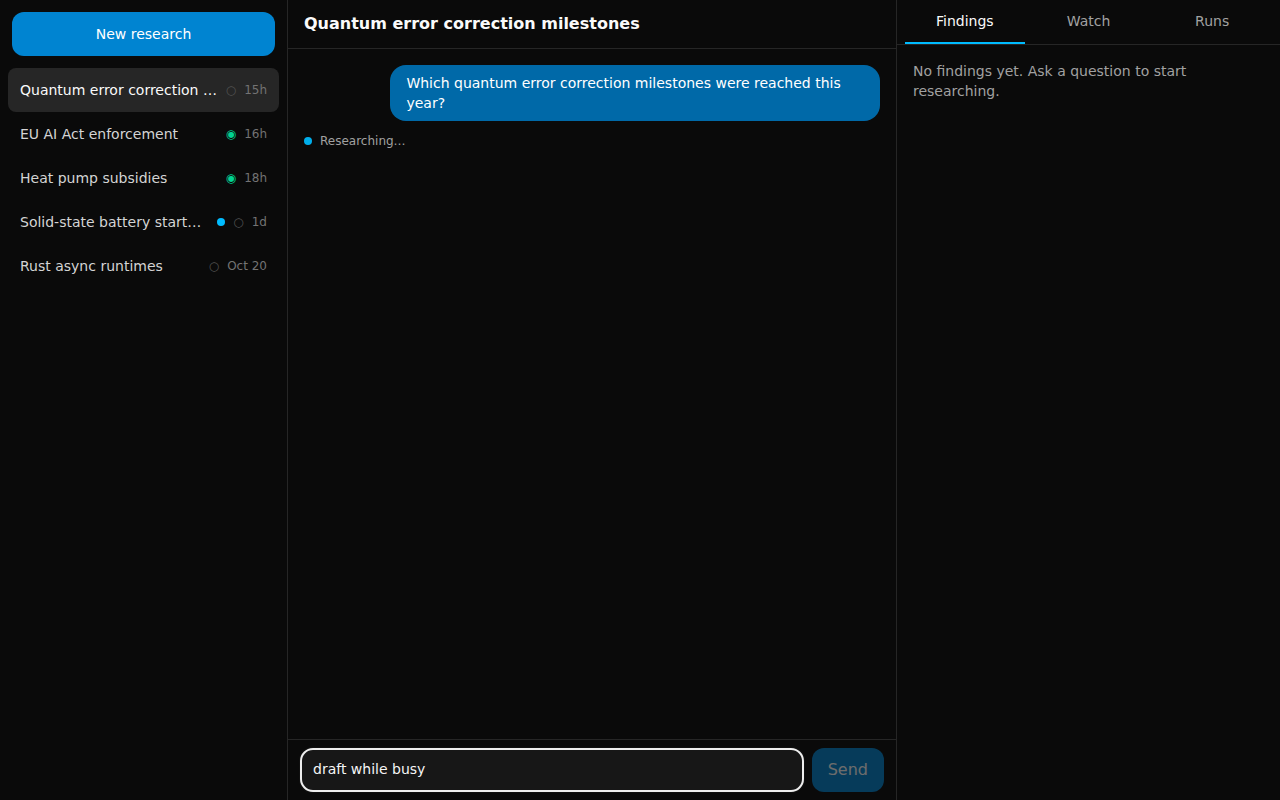 New research
Quantum error correction ... 15h
EU AI Act enforcement 16h
Heat pump subsidies 18h
Solid-state battery start... 1d
Rust async runtimes Oct 20
Quantum error correction milestones
Which quantum error correction milestones were reached this
year?
Researching...
draft while busy
Send
Findings Watch Runs
No findings yet. Ask a question to start
researching.